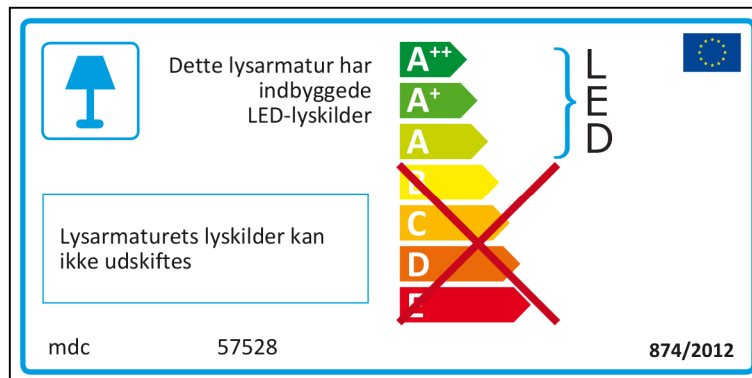 Dette lysarmatur har
indbyggede
LED-lyskilder
A++
A+
A
B
C
D
E
L
E
D
Lysarmaturets lyskilder kan
ikke udskiftes
mdc 57528 874/2012